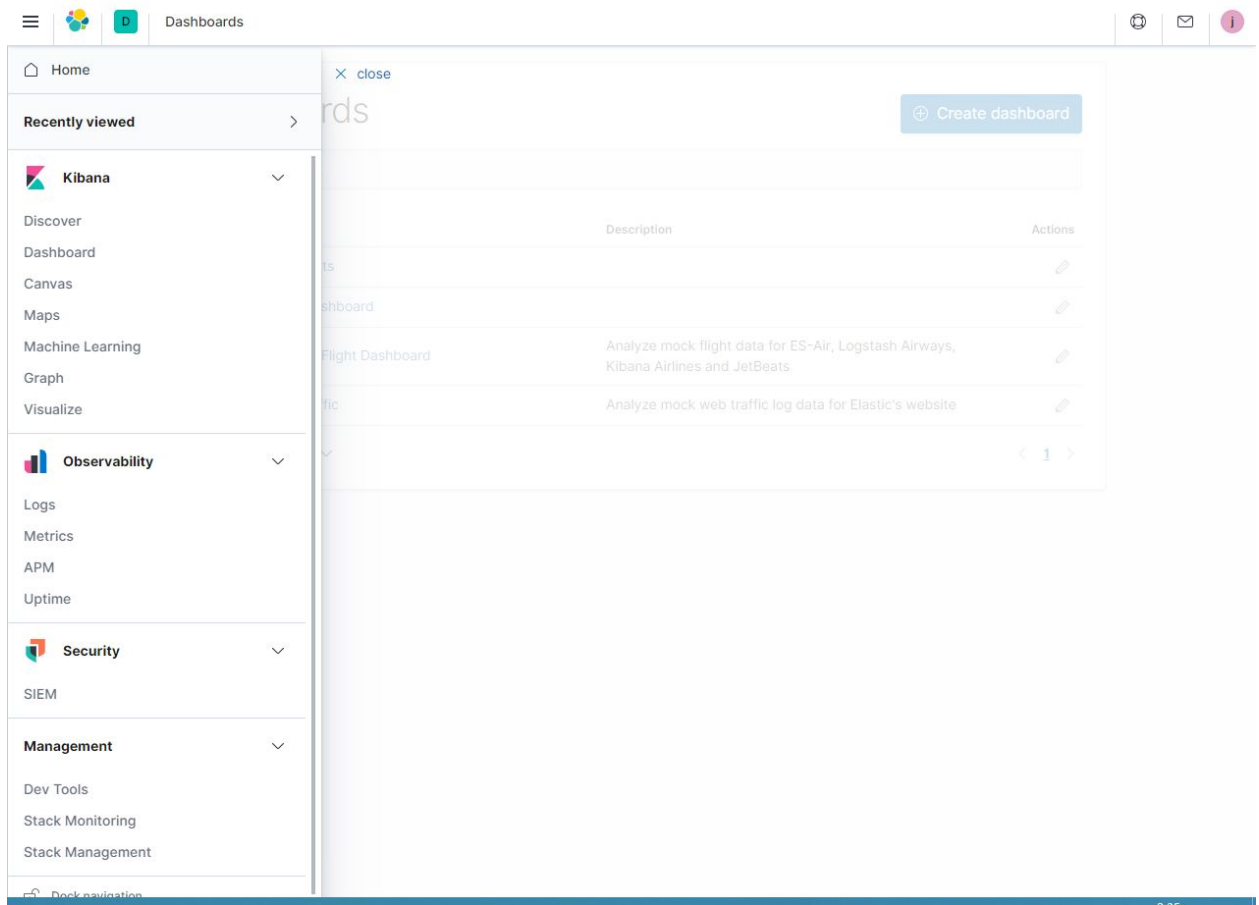 D Dashboards j
Home
close
rds
Create dashboard
Recently viewed
Kibana
Discover
Description Actions
Dashboard
ts
Canvas
shboard
Maps
Machine Learning
Flight Dashboard
Analyze mock flight data for ES-Air, Logstash Airways,
Kibana Airlines and JetBeats
Graph
Visualize
ffic
Analyze mock web traffic log data for Elastic's website
Observability
1
Logs
Metrics
APM
Uptime
Security
SIEM
Management
Dev Tools
Stack Monitoring
Stack Management
Dock navigation